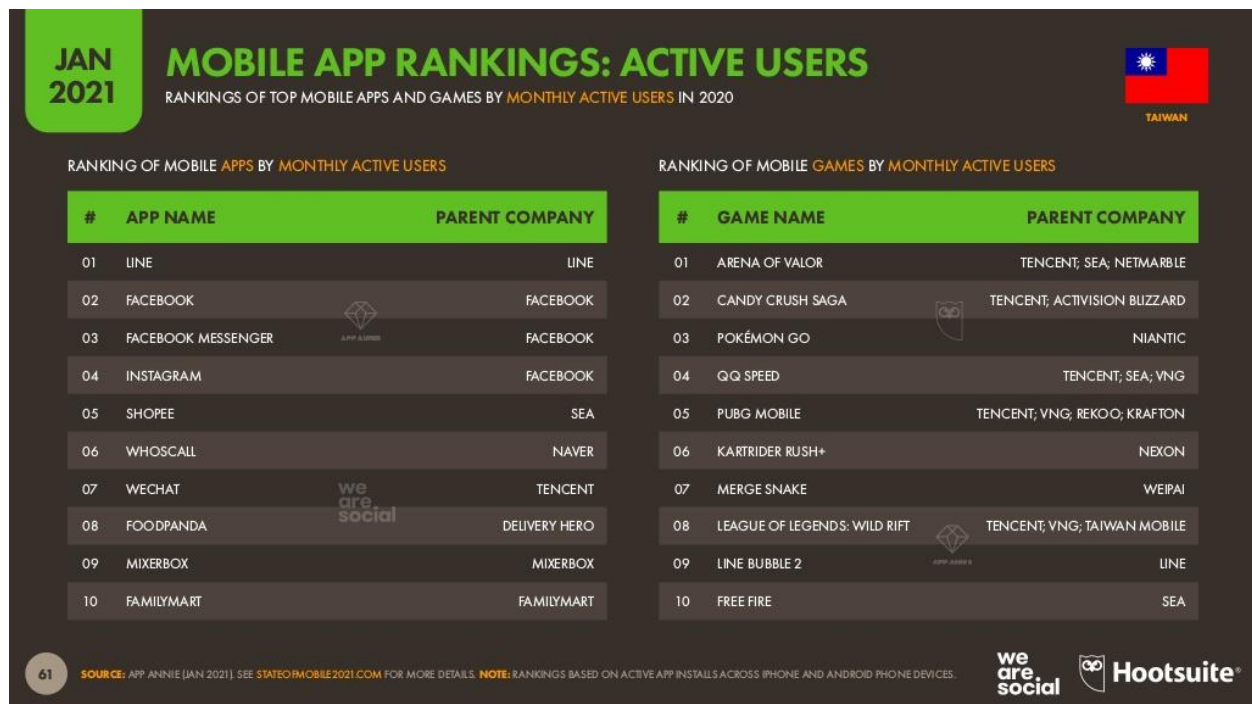 JAN
2021
MOBILE APP RANKINGS: ACTIVE USERS
RANKINGS OF TOP MOBILE APPS AND GAMES BY MONTHLY ACTIVE USERS IN 2020
TAIWAN
RANKING OF MOBILE APPS BY MONTHLY ACTIVE USERS
# APP NAME PARENT COMPANY
01 LINE LINE
02 FACEBOOK FACEBOOK
03 FACEBOOK MESSENGER FACEBOOK
04 INSTAGRAM FACEBOOK
05 SHOPEE SEA
06 WHOSCALL NAVER
07 WECHAT TENCENT
08 FOODPANDA DELIVERY HERO
09 MIXERBOX MIXERBOX
10 FAMILYMART FAMILYMART
APP ANNIE
we
are.
social
RANKING OF MOBILE GAMES BY MONTHLY ACTIVE USERS
# GAME NAME PARENT COMPANY
01 ARENA OF VALOR TENCENT; SEA; NETMARBLE
02 CANDY CRUSH SAGA TENCENT; ACTIVISION BLIZZARD
03 POKÉMON GO NIANTIC
04 QQ SPEED TENCENT; SEA; VNG
05 PUBG MOBILE TENCENT; VNG; REKOO; KRAFTON
06 KARTRIDER RUSH+ NEXON
07 MERGE SNAKE WEIPAI
08 LEAGUE OF LEGENDS: WILD RIFT TENCENT; VNG; TAIWAN MOBILE
09 LINE BUBBLE 2 LINE
10 FREE FIRE SEA
APP ANNIE
61
SOURCE: APP ANNIE (JAN 2021). SEE STATEOFMOBILE2021.COM FOR MORE DETAILS. NOTE: RANKINGS BASED ON ACTIVE APP INSTALLS ACROSS IPHONE AND ANDROID PHONE DEVICES.
we
are.
social
Hootsuite®